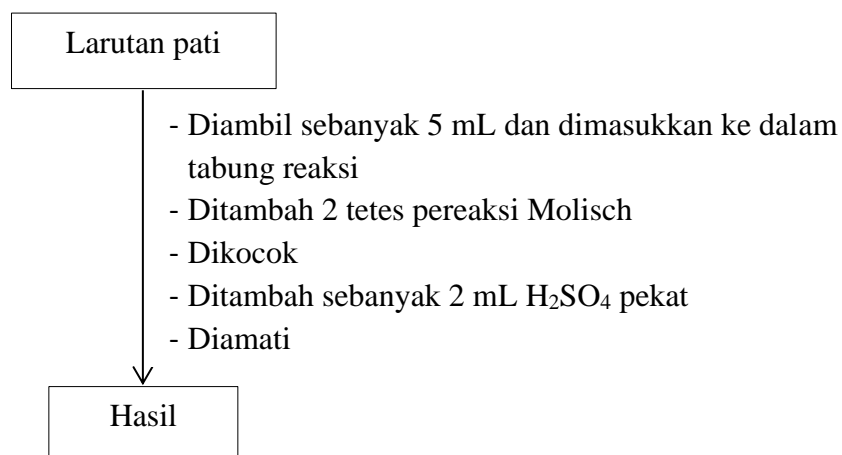 Larutan pati
- Diambil sebanyak 5 mL dan dimasukkan ke dalam
tabung reaksi
- Ditambah 2 tetes pereaksi Molisch
- Dikocok
- Ditambah sebanyak 2 mL H₂SO₄ pekat
- Diamati
Hasil